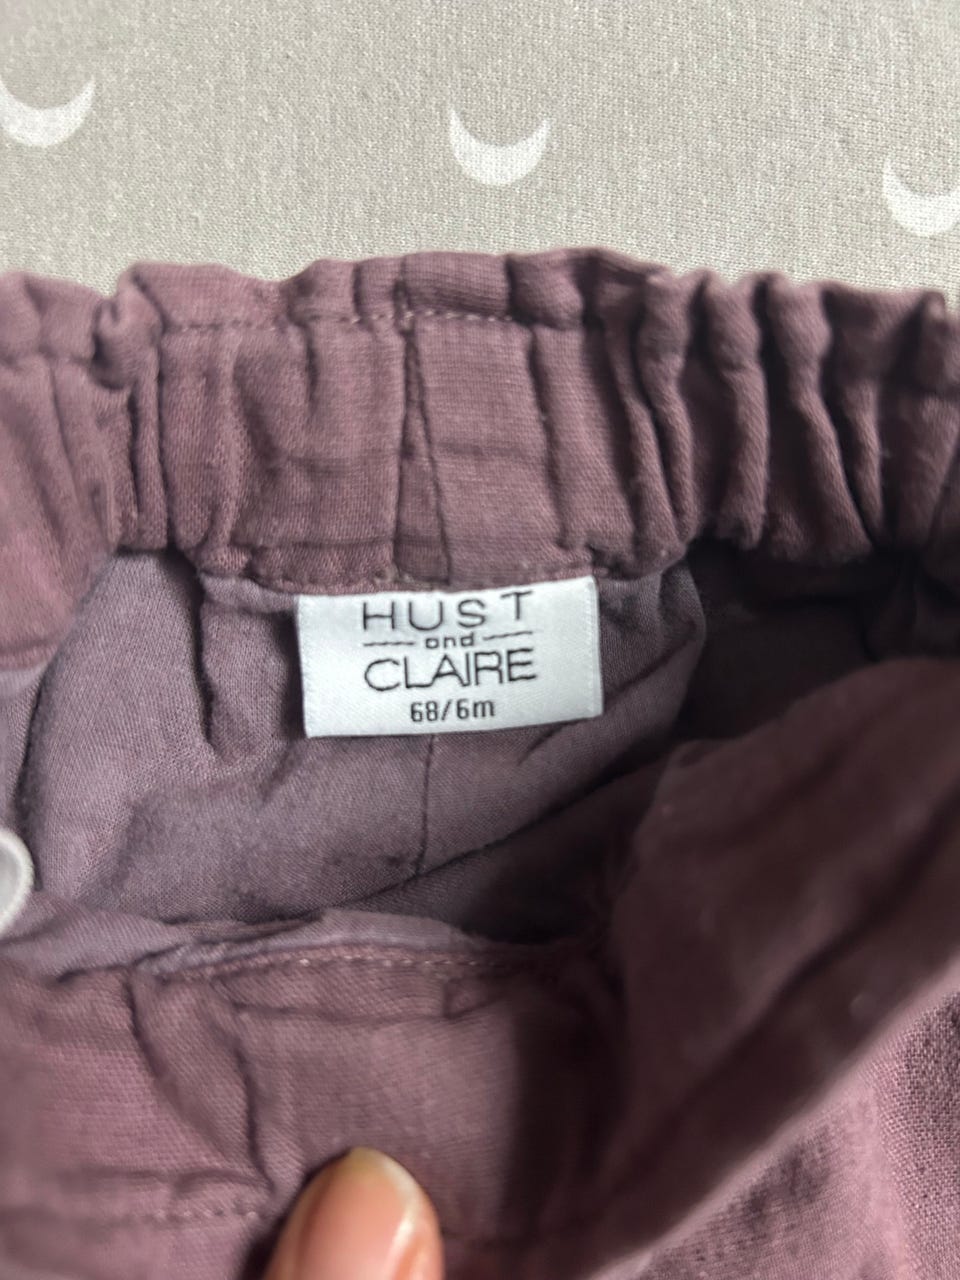 HUST
and
CLAIRE
68/6m